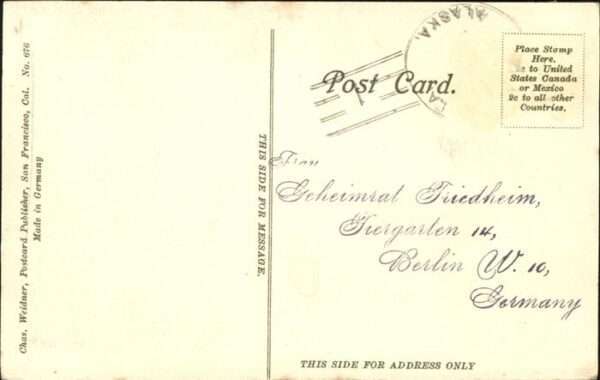 Chas. Weidner, Postcard Publisher, San Francisco, Cal. No. 676
Made in Germany
THIS SIDE FOR MESSAGE.
Post Card.
ALASKA.
Place Stamp
Here.
to United
States Canada
or Mexico
2c to all other
Countries.
Frau
Geheimrat Friedheim,
Tiergarten 14,
Berlin W. 10,
Germany
THIS SIDE FOR ADDRESS ONLY